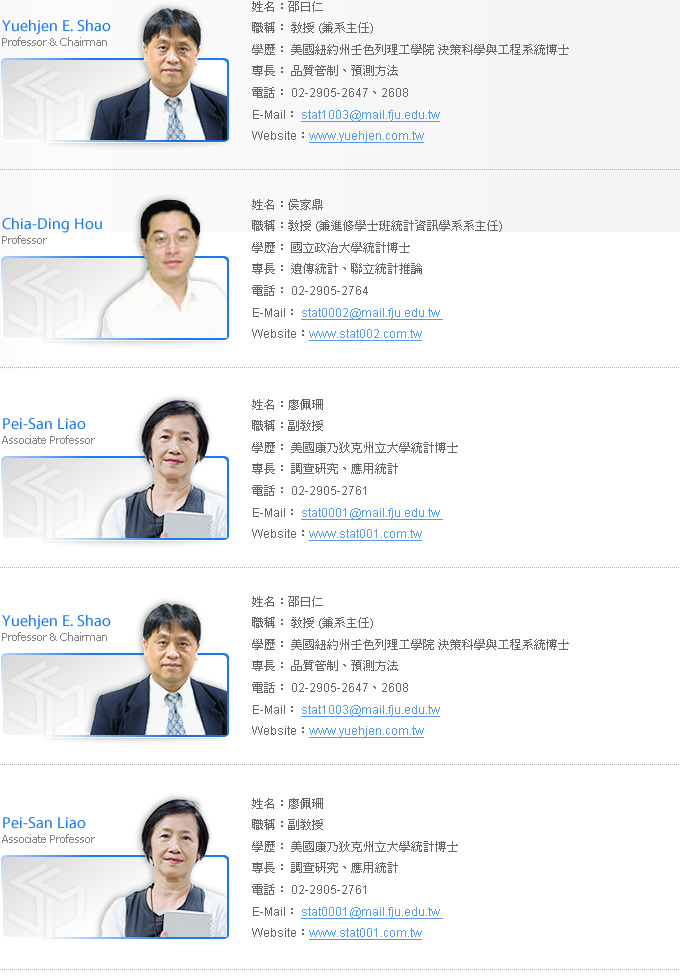 Yuehjen E. Shao
Professor & Chairman
姓名：邵曰仁
職稱： 教授 (兼系主任)
學歷： 美國紐約州壬色列理工學院 決策科學與工程系統博士
專長： 品質管制、預測方法
電話： 02-2905-2647、2608
E-Mail： stat1003@mail.fju.edu.tw
Website：www.yuehjen.com.tw
Chia-Ding Hou
Professor
姓名：侯家鼎
職稱：教授 (兼進修學士班統計資訊學系系主任)
學歷： 國立政治大學統計博士
專長： 遺傳統計、聯立統計推論
電話： 02-2905-2764
E-Mail： stat0002@mail.fju.edu.tw
Website：www.stat002.com.tw
Pei-San Liao
Associate Professor
姓名：廖佩珊
職稱：副教授
學歷： 美國康乃狄克州立大學統計博士
專長： 調查研究、應用統計
電話： 02-2905-2761
E-Mail： stat0001@mail.fju.edu.tw
Website：www.stat001.com.tw
Yuehjen E. Shao
Professor & Chairman
姓名：邵曰仁
職稱： 教授 (兼系主任)
學歷： 美國紐約州壬色列理工學院 決策科學與工程系統博士
專長： 品質管制、預測方法
電話： 02-2905-2647、2608
E-Mail： stat1003@mail.fju.edu.tw
Website：www.yuehjen.com.tw
Pei-San Liao
Associate Professor
姓名：廖佩珊
職稱：副教授
學歷： 美國康乃狄克州立大學統計博士
專長： 調查研究、應用統計
電話： 02-2905-2761
E-Mail： stat0001@mail.fju.edu.tw
Website：www.stat001.com.tw